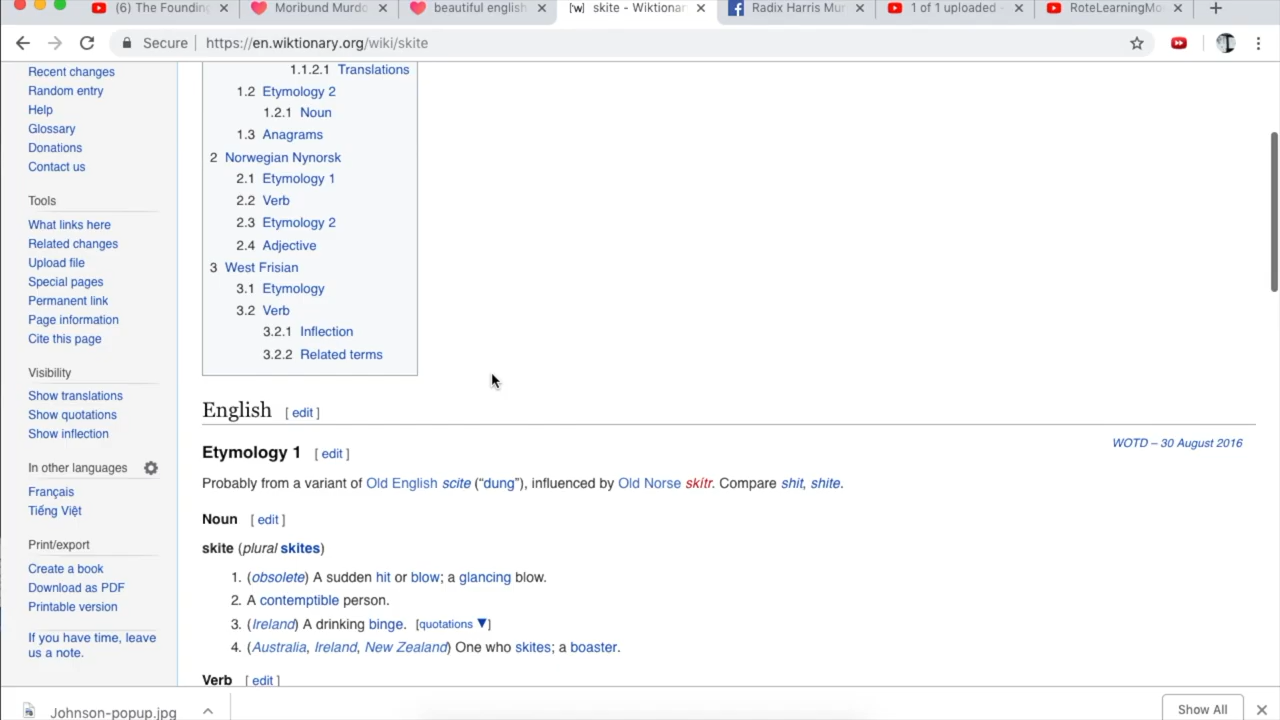 (6) The Founding
Moribund Murdo
beautiful english
[w] skite - Wiktionar
Radix Harris Mur
1 of 1 uploaded -
RoteLearningMo
Secure
https://en.wiktionary.org/wiki/skite
Recent changes
Random entry
Help
Glossary
Donations
Contact us
Tools
What links here
Related changes
Upload file
Special pages
Permanent link
Page information
Cite this page
Visibility
Show translations
Show quotations
Show inflection
In other languages
Français
Tiếng Việt
Print/export
Create a book
Download as PDF
Printable version
If you have time, leave
us a note.
1.1.2.1 Translations
1.2 Etymology 2
1.2.1 Noun
1.3 Anagrams
2 Norwegian Nynorsk
2.1 Etymology 1
2.2 Verb
2.3 Etymology 2
2.4 Adjective
3 West Frisian
3.1 Etymology
3.2 Verb
3.2.1 Inflection
3.2.2 Related terms
English [ edit ]
WOTD – 30 August 2016
Etymology 1 [ edit ]
Probably from a variant of Old English scite (“dung”), influenced by Old Norse skitr. Compare shit, shite.
Noun [ edit ]
skite (plural skites)
1. (obsolete) A sudden hit or blow; a glancing blow.
2. A contemptible person.
3. (Ireland) A drinking binge. [quotations ▼]
4. (Australia, Ireland, New Zealand) One who skites; a boaster.
Verb [ edit ]
Johnson-popup.jpg
Show All